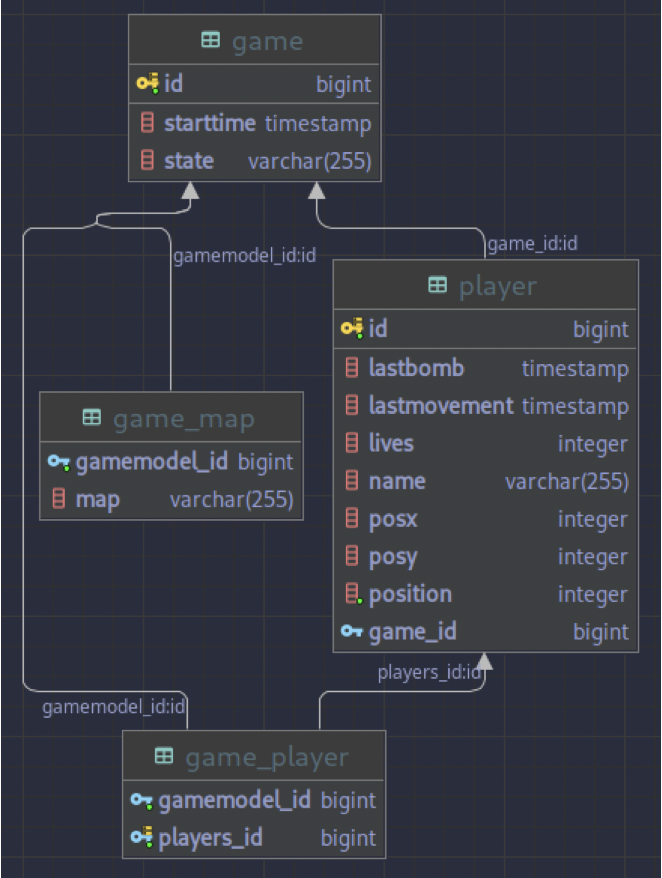 game
id bigint
starttime timestamp
state varchar(255)
gamemodel_id:id
game_id:id
player
id bigint
lastbomb timestamp
lastmovement timestamp
lives integer
name varchar(255)
posx integer
posy integer
position integer
game_id bigint
game_map
gamemodel_id bigint
map varchar(255)
players_id:id
gamemodel_id:id
game_player
gamemodel_id bigint
players_id bigint